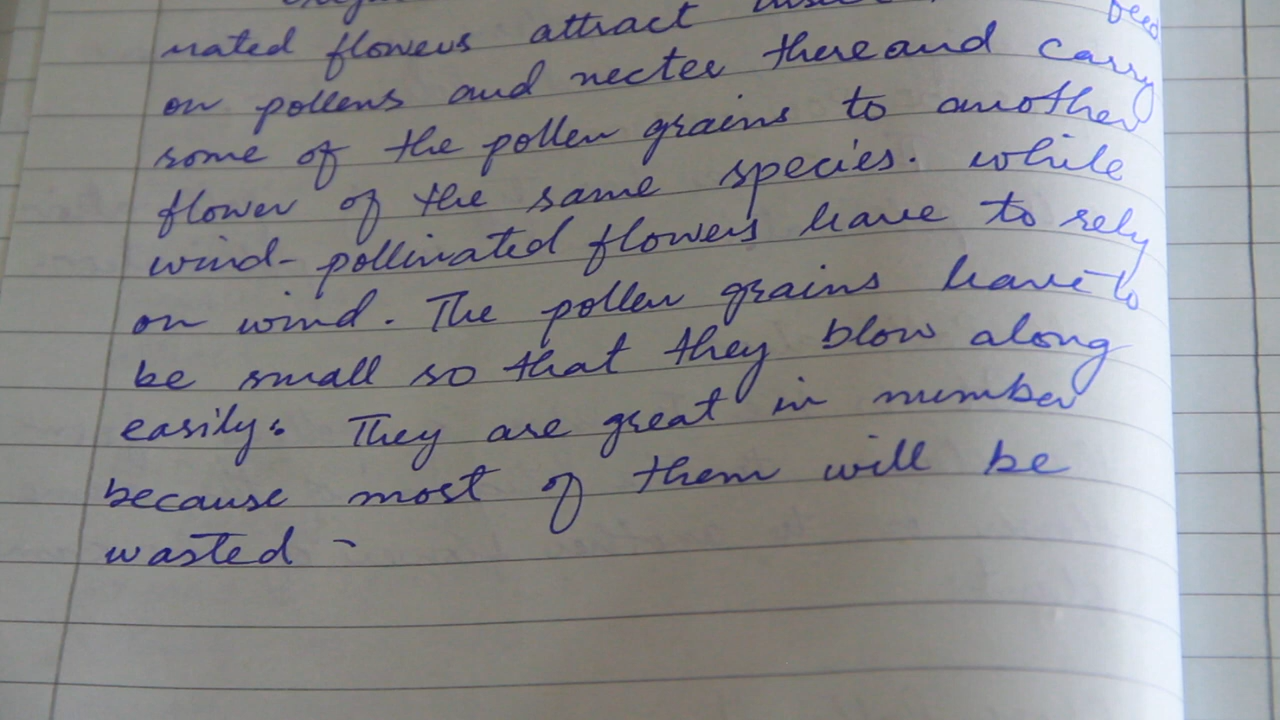 nated flowers attract feed
on pollens and necter there and carry
some of the pollen grains to another
flower of the same species. while
wind-pollinated flowers have to rely
on wind. The pollen grains have to
be small so that they blow along
easily. They are great in number
because most of them will be
wasted -